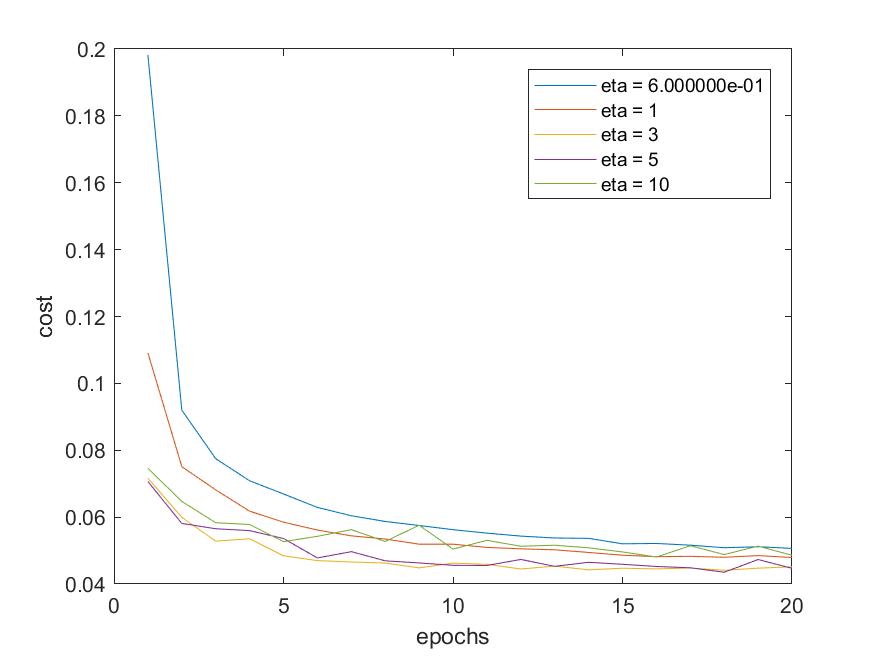 0.2
0.18
0.16
0.14
0.12
0.1
0.08
0.06
0.04
cost
eta = 6.000000e-01
eta = 1
eta = 3
eta = 5
eta = 10
0 5 10 15 20
epochs